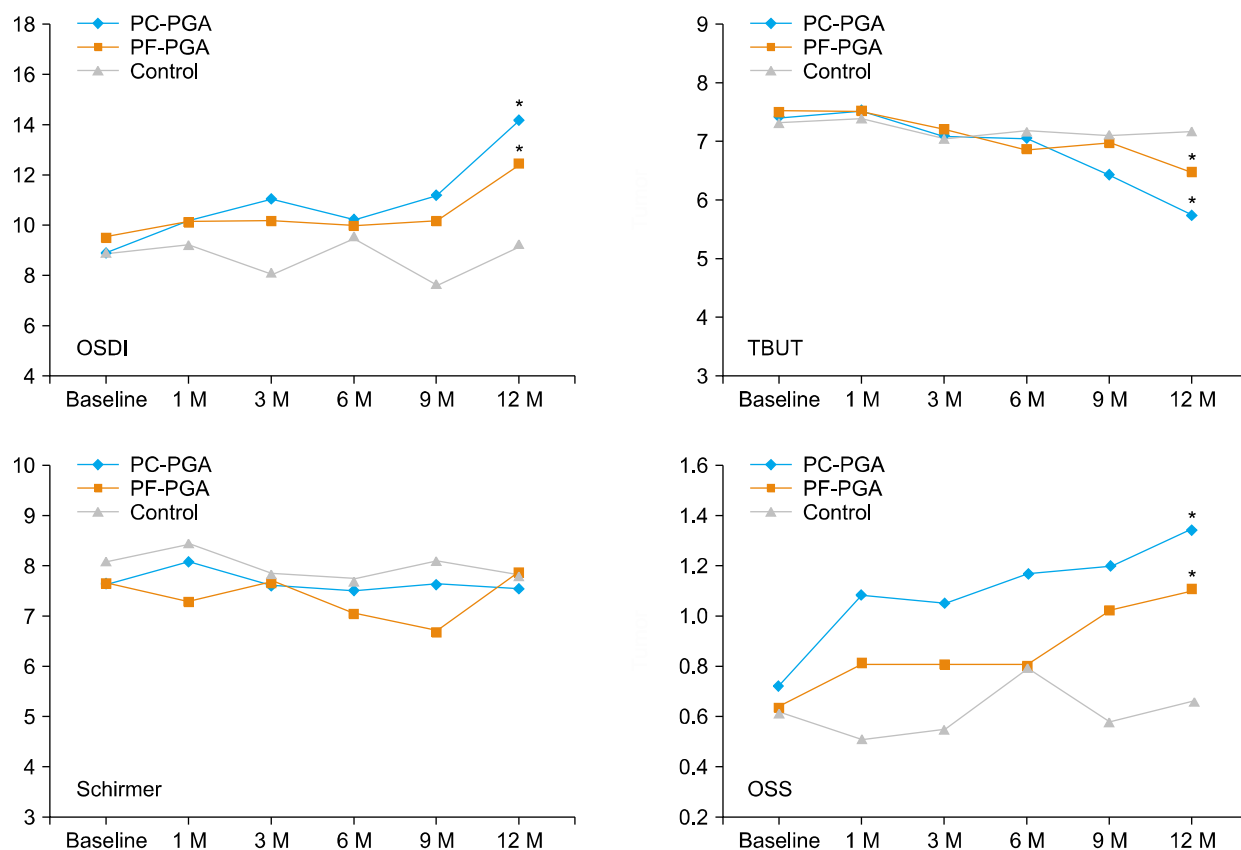 18
16
14
12
10
8
6
4
PC-PGA
PF-PGA
Control
*
*
OSDI
Baseline 1 M 3 M 6 M 9 M 12 M
9
8
7
6
5
4
3
PC-PGA
PF-PGA
Control
*
*
TBUT
Baseline 1 M 3 M 6 M 9 M 12 M
10
9
8
7
6
5
4
3
PC-PGA
PF-PGA
Control
Schirmer
Baseline 1 M 3 M 6 M 9 M 12 M
1.6
1.4
1.2
1.0
0.8
0.6
0.4
0.2
PC-PGA
PF-PGA
Control
*
*
OSS
Baseline 1 M 3 M 6 M 9 M 12 M